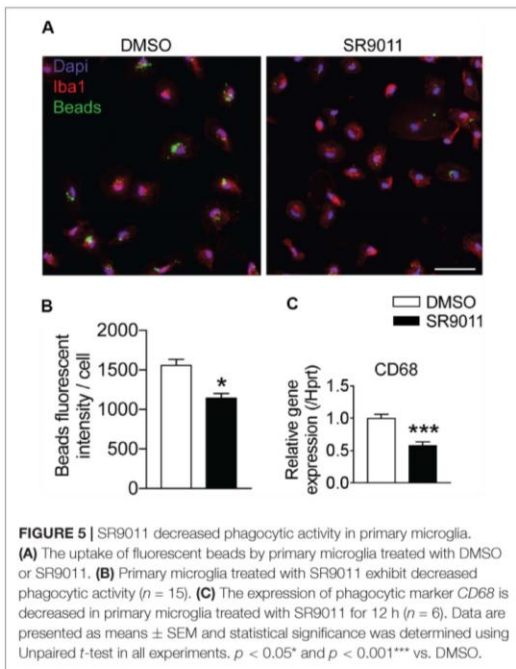 A
DMSO
SR9011
Dapi
Iba1
Beads
B
Beads fluorescent
intensity / cell
2000
1500
1000
500
0
*
C
DMSO
SR9011
CD68
Relative gene
expression (/Hprt)
1.5
1.0
0.5
0.0
***
FIGURE 5 | SR9011 decreased phagocytic activity in primary microglia.
(A) The uptake of fluorescent beads by primary microglia treated with DMSO
or SR9011. (B) Primary microglia treated with SR9011 exhibit decreased
phagocytic activity (n = 15). (C) The expression of phagocytic marker CD68 is
decreased in primary microglia treated with SR9011 for 12 h (n = 6). Data are
presented as means ± SEM and statistical significance was determined using
Unpaired t-test in all experiments. p < 0.05* and p < 0.001*** vs. DMSO.